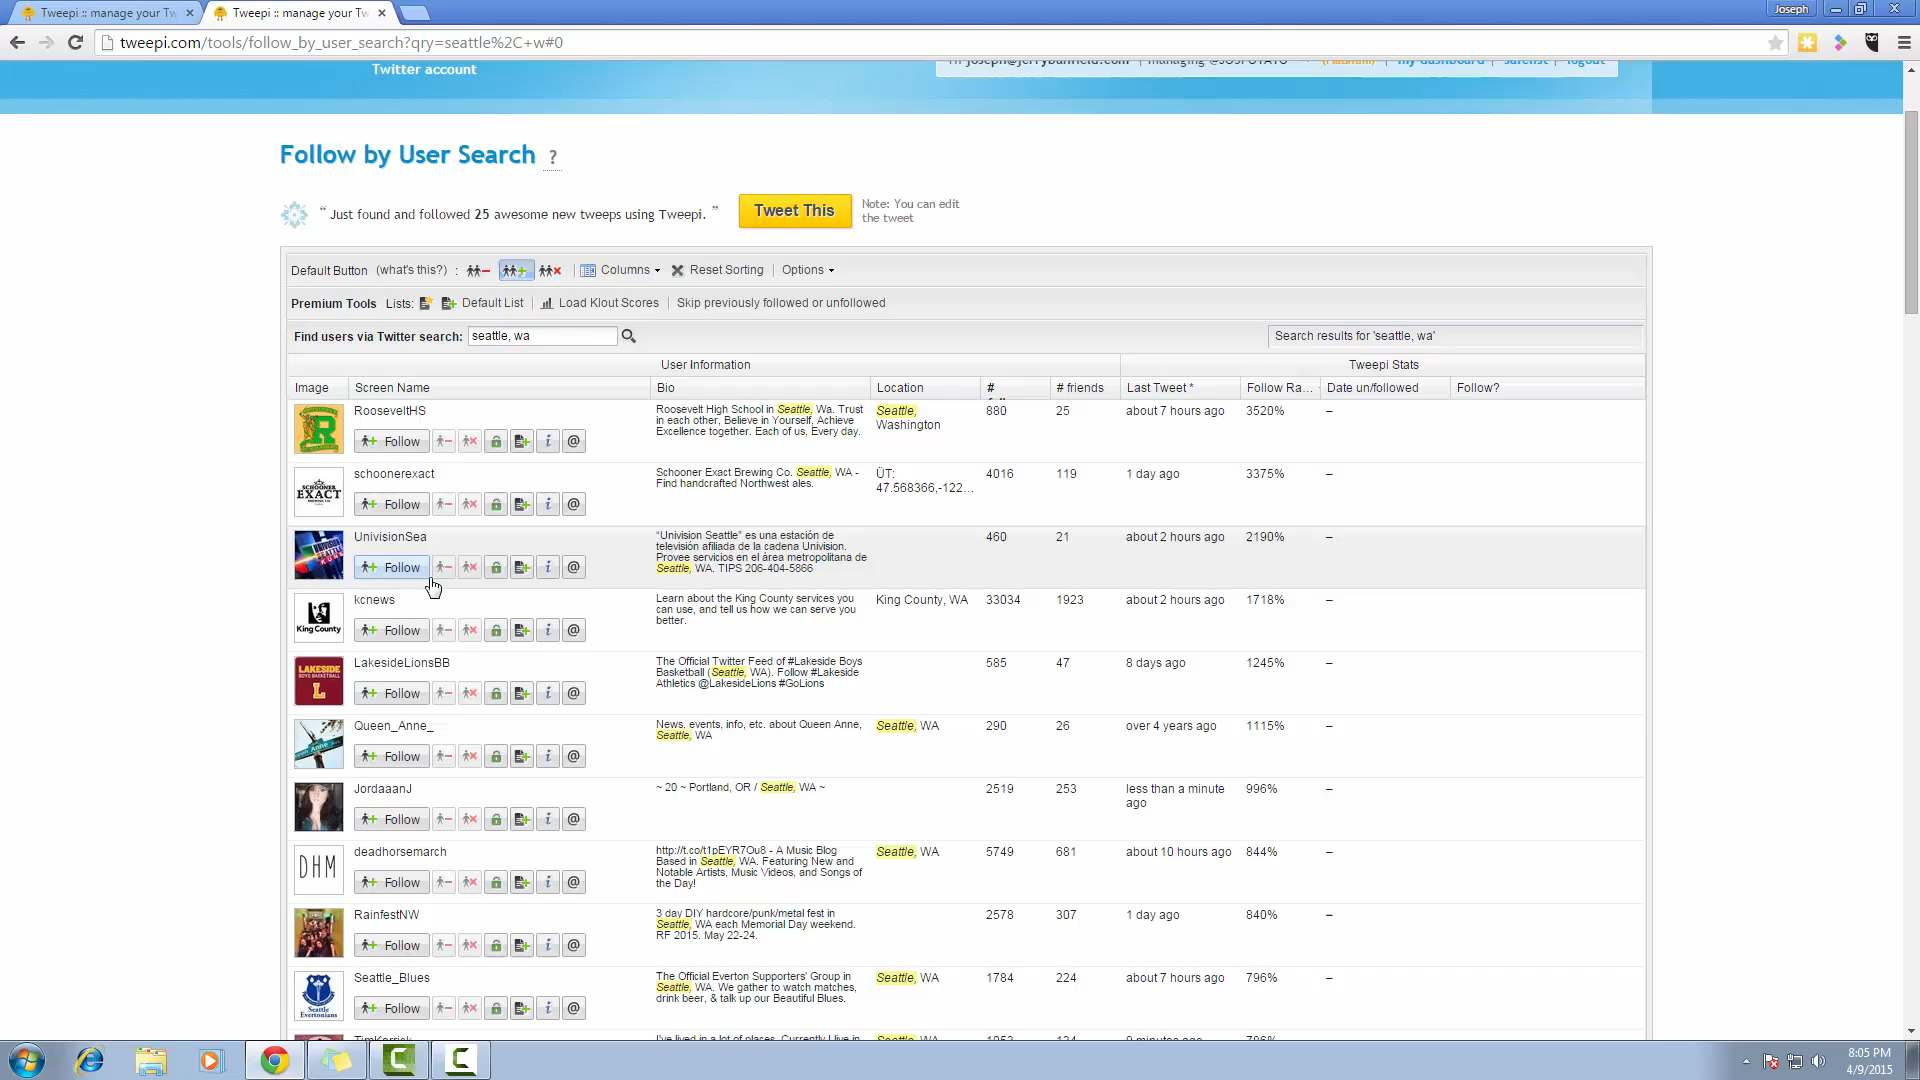 Tweepi :: manage your Tw
Tweepi :: manage your Tw
Joseph
tweepi.com/tools/follow_by_user_search?qry=seattle%2C+w#0
Twitter account
Follow by User Search ?
" Just found and followed 25 awesome new tweeps using Tweepi. "
Tweet This
Note: You can edit
the tweet
Default Button (what's this?) :
Columns
Reset Sorting
Options
Premium Tools Lists:
Default List
Load Klout Scores
Skip previously followed or unfollowed
Find users via Twitter search:
seattle, wa
Search results for 'seattle, wa'
User Information
Tweepi Stats
Image Screen Name Bio Location # # friends Last Tweet * Follow Ra... Date un/followed Follow?
RooseveltHS
Follow
Roosevelt High School in Seattle, Wa. Trust
in each other, Believe in Yourself, Achieve
Excellence together. Each of us, Every day.
Seattle,
Washington
880 25 about 7 hours ago 3520% –
schoonerexact
Follow
SCHOONER
EXACT
Schooner Exact Brewing Co. Seattle, WA -
Find handcrafted Northwest ales.
ÜT:
47.568366,-122...
4016 119 1 day ago 3375% –
UnivisionSea
Follow
"Univision Seattle" es una estación de
televisión afiliada de la cadena Univision.
Provee servicios en el área metropolitana de
Seattle, WA. TIPS 206-404-5866
460 21 about 2 hours ago 2190% –
kcnews
Follow
King County
Learn about the King County services you
can use, and tell us how we can serve you
better.
King County, WA
33034 1923 about 2 hours ago 1718% –
LakesideLionsBB
Follow
LAKESIDE
L
The Official Twitter Feed of #Lakeside Boys
Basketball (Seattle, WA). Follow #Lakeside
Athletics @LakesideLions #GoLions
585 47 8 days ago 1245% –
Queen_Anne_
Follow
News, events, info, etc. about Queen Anne,
Seattle, WA
Seattle, WA
290 26 over 4 years ago 1115% –
JordaaanJ
Follow
~ 20 ~ Portland, OR / Seattle, WA ~
2519 253 less than a minute
ago
996% –
deadhorsemarch
Follow
DHM
http://t.co/t1pEYR7Ou8 - A Music Blog
Based in Seattle, WA. Featuring New and
Notable Artists, Music Videos, and Songs of
the Day!
Seattle, WA
5749 681 about 10 hours ago 844% –
RainfestNW
Follow
3 day DIY hardcore/punk/metal fest in
Seattle, WA each Memorial Day weekend.
RF 2015. May 22-24.
2578 307 1 day ago 840% –
Seattle_Blues
Follow
Seattle
Evertonians
The Official Everton Supporters' Group in
Seattle, WA. We gather to watch matches,
drink beer, & talk up our Beautiful Blues.
Seattle, WA
1784 224 about 7 hours ago 796% –
8:05 PM
4/9/2015